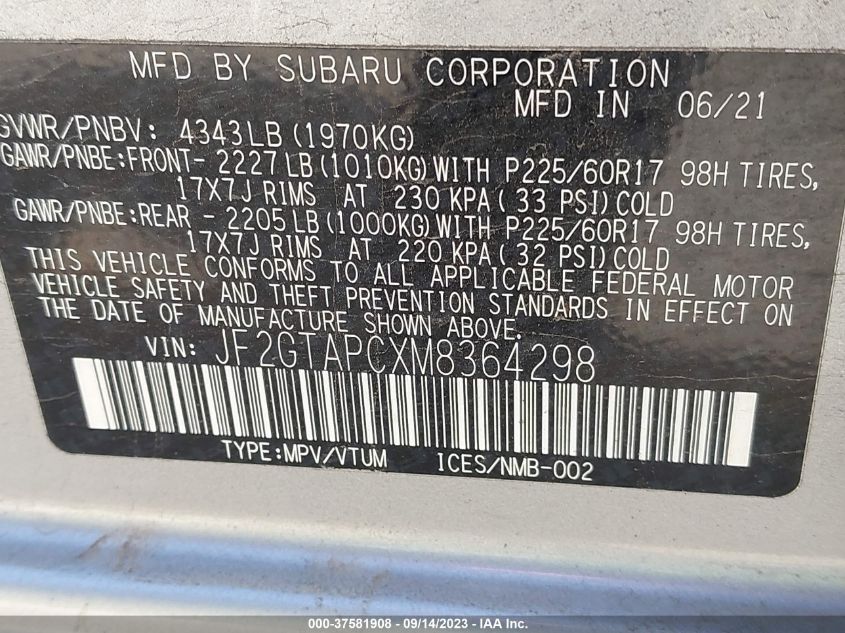 MFD BY SUBARU CORPORATION
MFD IN 06/21
GVWR/PNBV: 4343LB (1970KG)
GAWR/PNBE:FRONT- 2227LB (1010KG) WITH P225/60R17 98H TIRES,
17X7J RIMS AT 230 KPA ( 33 PSI) COLD
GAWR/PNBE:REAR - 2205LB (1000KG) WITH P225/60R17 98H TIRES,
17X7J RIMS AT 220 KPA ( 32 PSI) COLD
THIS VEHICLE CONFORMS TO ALL APPLICABLE FEDERAL MOTOR
VEHICLE SAFETY AND THEFT PREVENTION STANDARDS IN EFFECT ON
THE DATE OF MANUFACTURE SHOWN ABOVE.
VIN: JF2GTAPCXM8364298
TYPE:MPV/VTUM ICES/NMB-002
000-37581908 - 09/14/2023 - COPYRIGHT IAA, LLC.